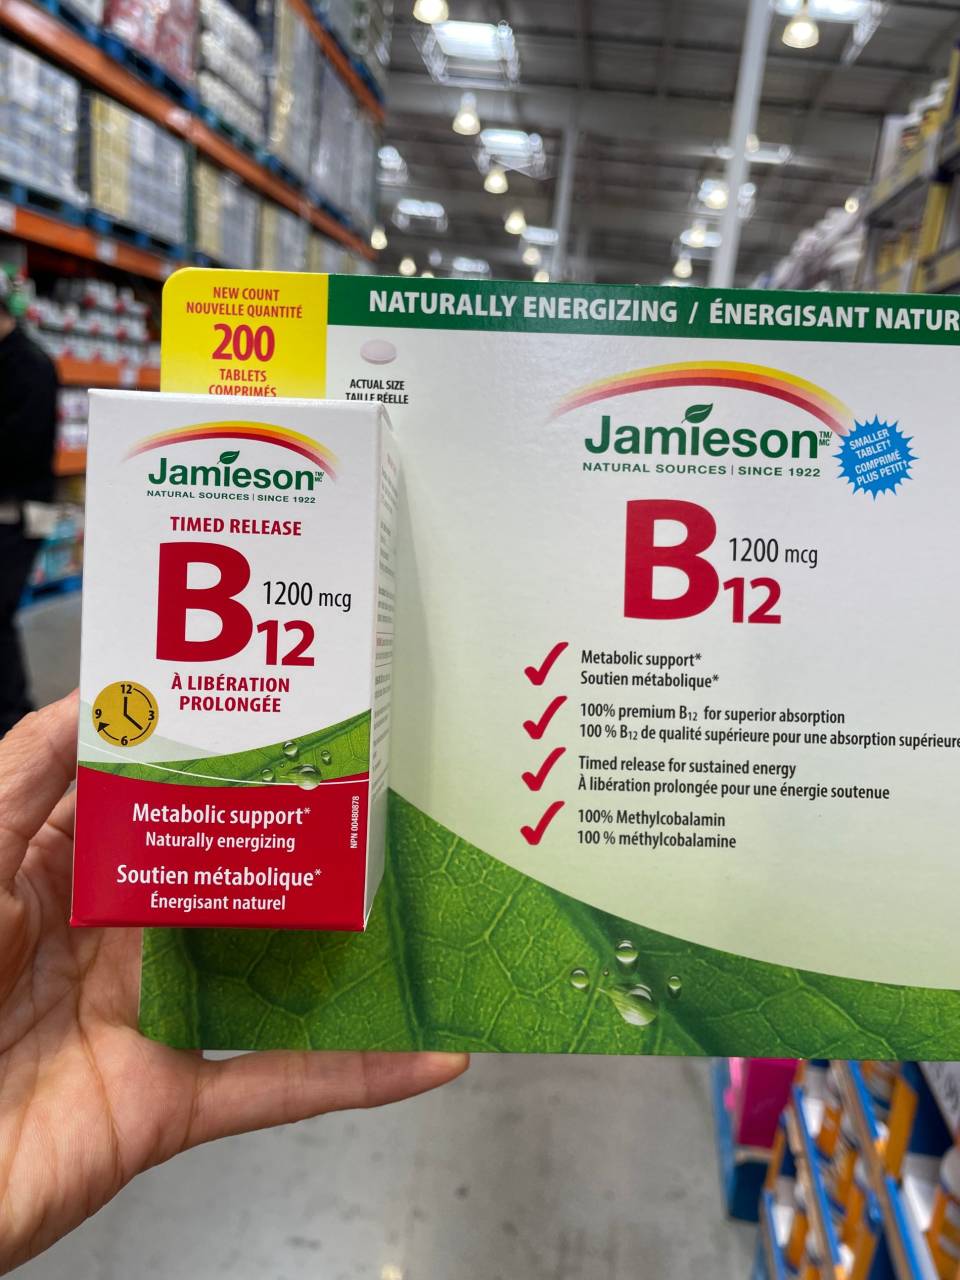 NEW COUNT
NOUVELLE QUANTITÉ
200
TABLETS
COMPRIMÉS
NATURALLY ENERGIZING / ÉNERGISANT NATUR
ACTUAL SIZE
TAILLE RÉELLE
Jamieson TM/MC
NATURAL SOURCES | SINCE 1922
SMALLER
TABLET†
COMPRIMÉ
PLUS PETIT†
B12 1200 mcg
Metabolic support*
Soutien métabolique*
100% premium B12 for superior absorption
100 % B12 de qualité supérieure pour une absorption supérieure
Timed release for sustained energy
À libération prolongée pour une énergie soutenue
100% Methylcobalamin
100 % méthylcobalamine
Jamieson TM/MC
NATURAL SOURCES | SINCE 1922
TIMED RELEASE
B12 1200 mcg
À LIBÉRATION
PROLONGÉE
12
9
3
6
Metabolic support*
Naturally energizing
Soutien métabolique*
Énergisant naturel
NPN 00480878